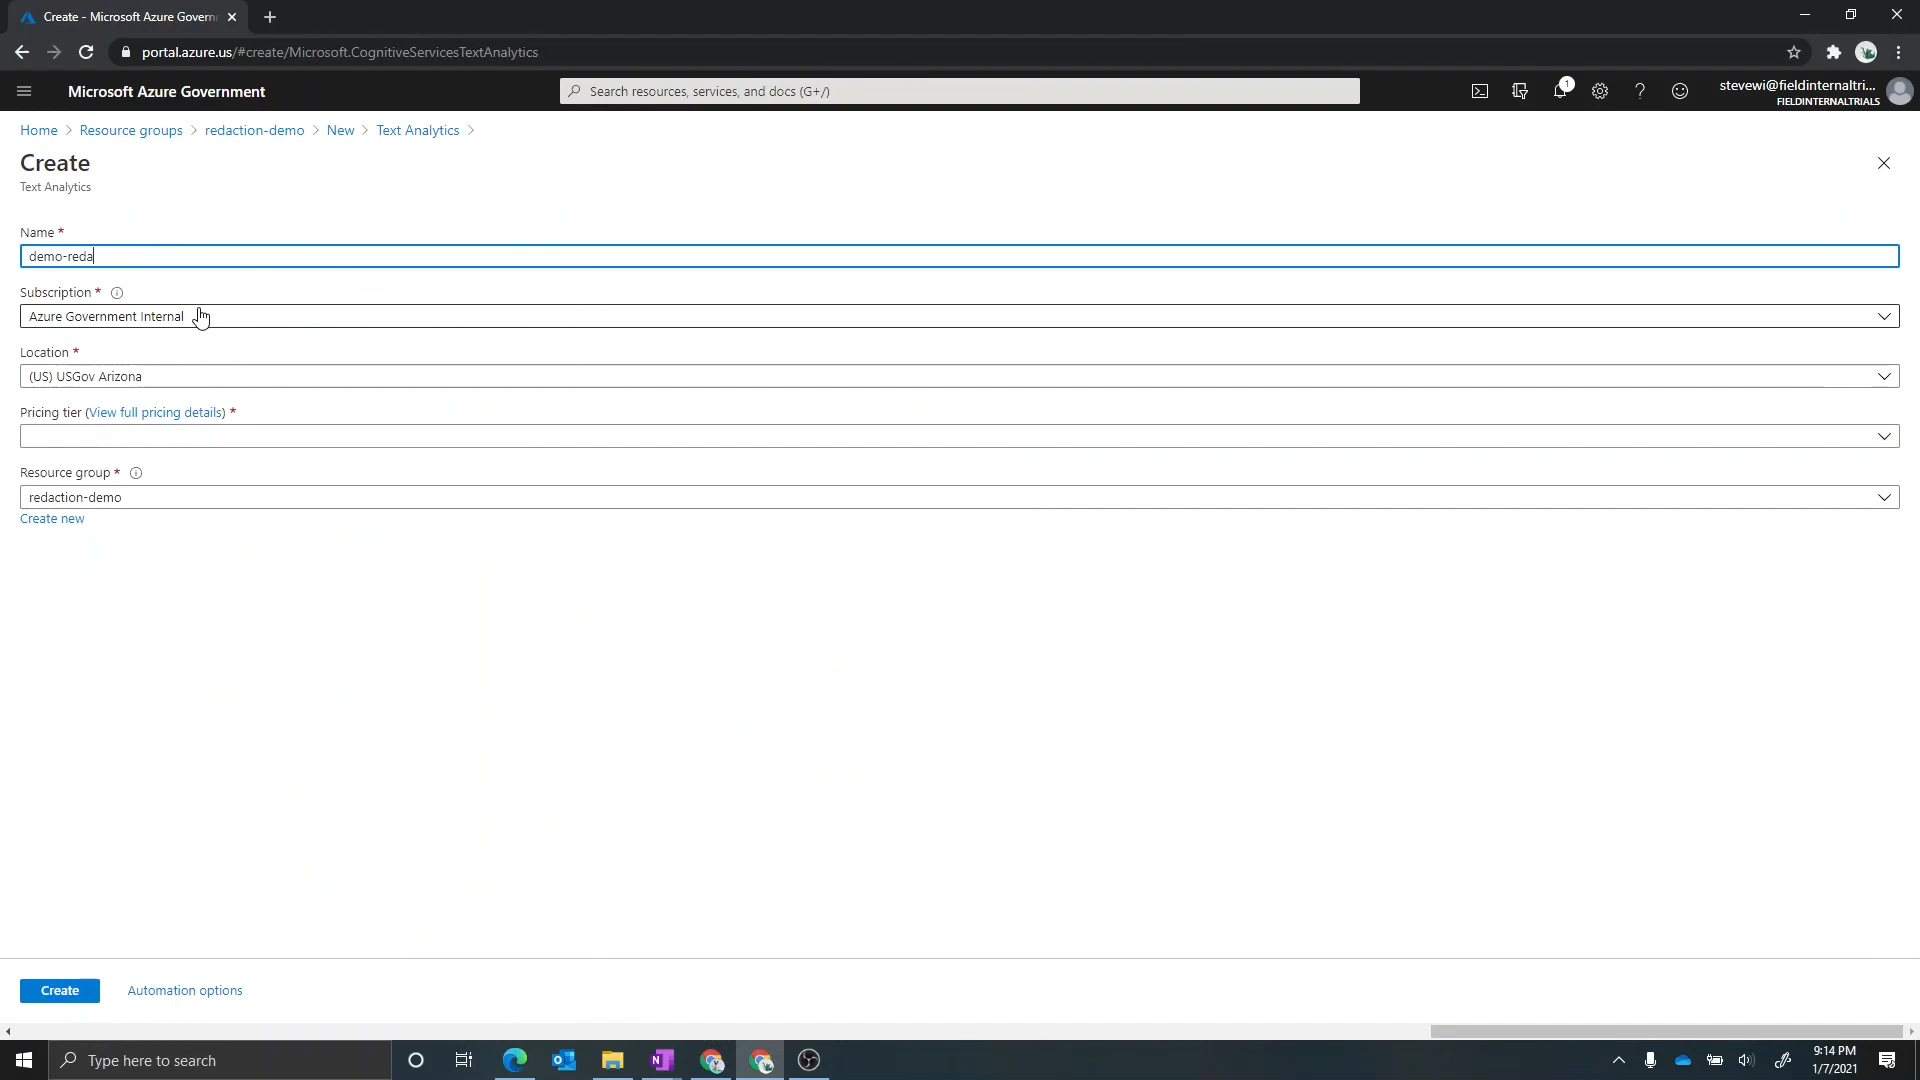 Create - Microsoft Azure Governm
portal.azure.us/#create/Microsoft.CognitiveServicesTextAnalytics
Microsoft Azure Government
Search resources, services, and docs (G+/)
1
stevewi@fieldinternaltri...
FIELDINTERNALTRIALS
Home > Resource groups > redaction-demo > New > Text Analytics >
Create
Text Analytics
Name *
demo-reda
Subscription *
Azure Government Internal
Location *
(US) USGov Arizona
Pricing tier (View full pricing details) *
Resource group *
redaction-demo
Create new
Create
Automation options
Type here to search
9:14 PM
1/7/2021